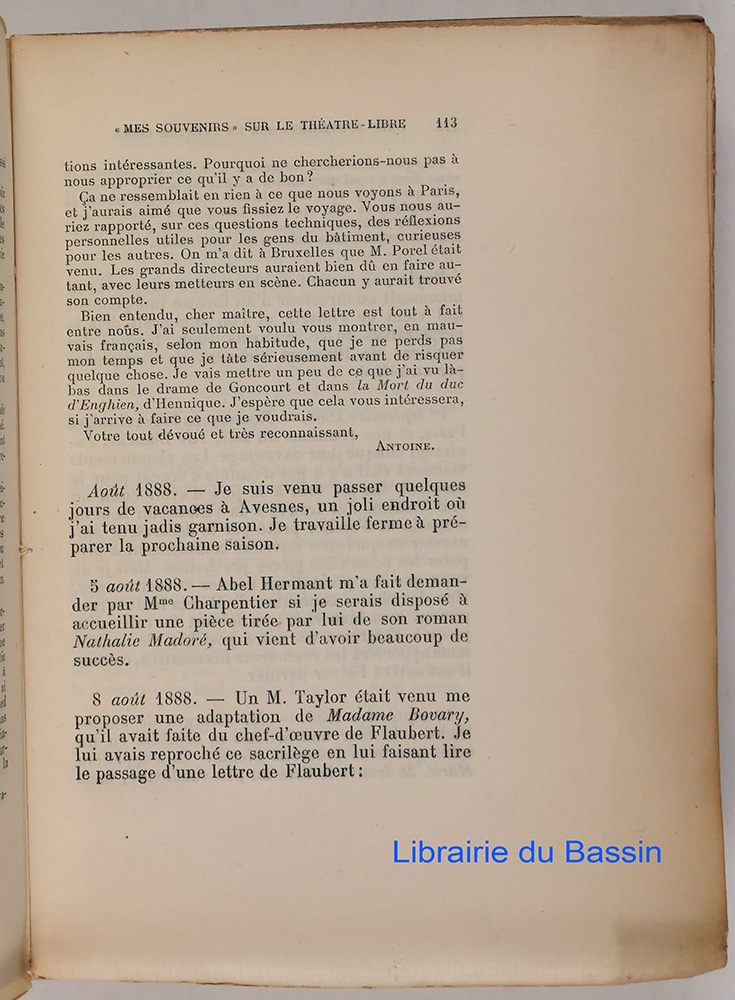 « MES SOUVENIRS » SUR LE THÉATRE-LIBRE 113
tions intéressantes. Pourquoi ne chercherions-nous pas à
nous approprier ce qu'il y a de bon ?
Ça ne ressemblait en rien à ce que nous voyons à Paris,
et j'aurais aimé que vous fissiez le voyage. Vous nous au-
riez rapporté, sur ces questions techniques, des réflexions
personnelles utiles pour les gens du bâtiment, curieuses
pour les autres. On m'a dit à Bruxelles que M. Porel était
venu. Les grands directeurs auraient bien dû en faire au-
tant, avec leurs metteurs en scène. Chacun y aurait trouvé
son compte.
Bien entendu, cher maître, cette lettre est tout à fait
entre nous. J'ai seulement voulu vous montrer, en mau-
vais français, selon mon habitude, que je ne perds pas
mon temps et que je tâte sérieusement avant de risquer
quelque chose. Je vais mettre un peu de ce que j'ai vu là-
bas dans le drame de Goncourt et dans la Mort du duc
d'Enghien, d'Hennique. J'espère que cela vous intéressera,
si j'arrive à faire ce que je voudrais.
Votre tout dévoué et très reconnaissant,
ANTOINE.
Août 1888. — Je suis venu passer quelques
jours de vacances à Avesnes, un joli endroit où
j'ai tenu jadis garnison. Je travaille ferme à pré-
parer la prochaine saison.
5 août 1888. — Abel Hermant m'a fait deman-
der par Mme Charpentier si je serais disposé à
accueillir une pièce tirée par lui de son roman
Nathalie Madoré, qui vient d'avoir beaucoup de
succès.
8 août 1888. — Un M. Taylor était venu me
proposer une adaptation de Madame Bovary,
qu'il avait faite du chef-d'œuvre de Flaubert. Je
lui avais reproché ce sacrilège en lui faisant lire
le passage d'une lettre de Flaubert :
Librairie du Bassin